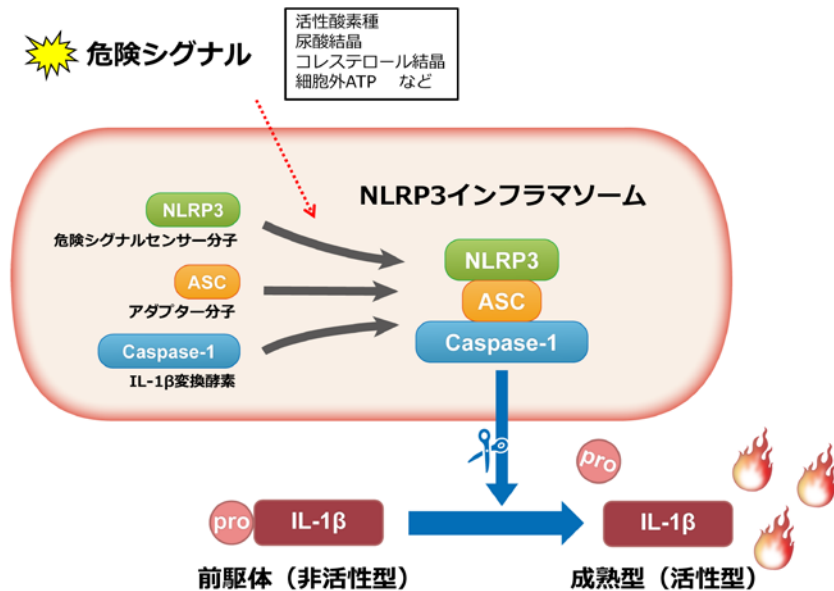 危険シグナル
活性酸素種
尿酸結晶
コレステロール結晶
細胞外ATP など
NLRP3インフラマソーム
NLRP3
危険シグナルセンサー分子
ASC
アダプター分子
Caspase-1
IL-1β変換酵素
NLRP3
ASC
Caspase-1
pro
pro
IL-1β
IL-1β
前駆体（非活性型）
成熟型（活性型）